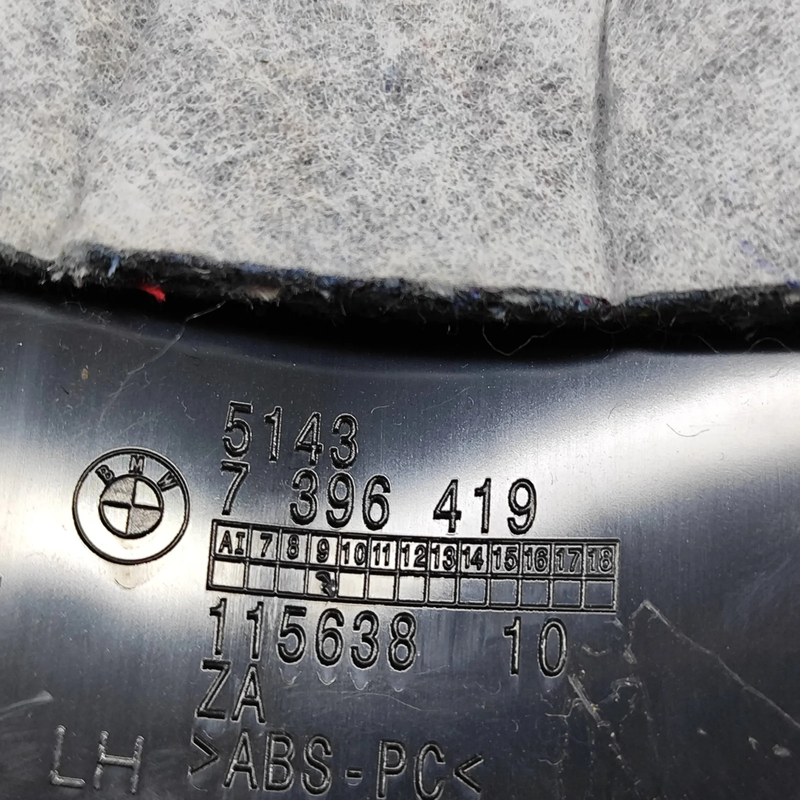 BMW
5143
7 396 419
AI 7 8 9 10 11 12 13 14 15 16 17 18
115638 10
ZA
LH >ABS-PC<